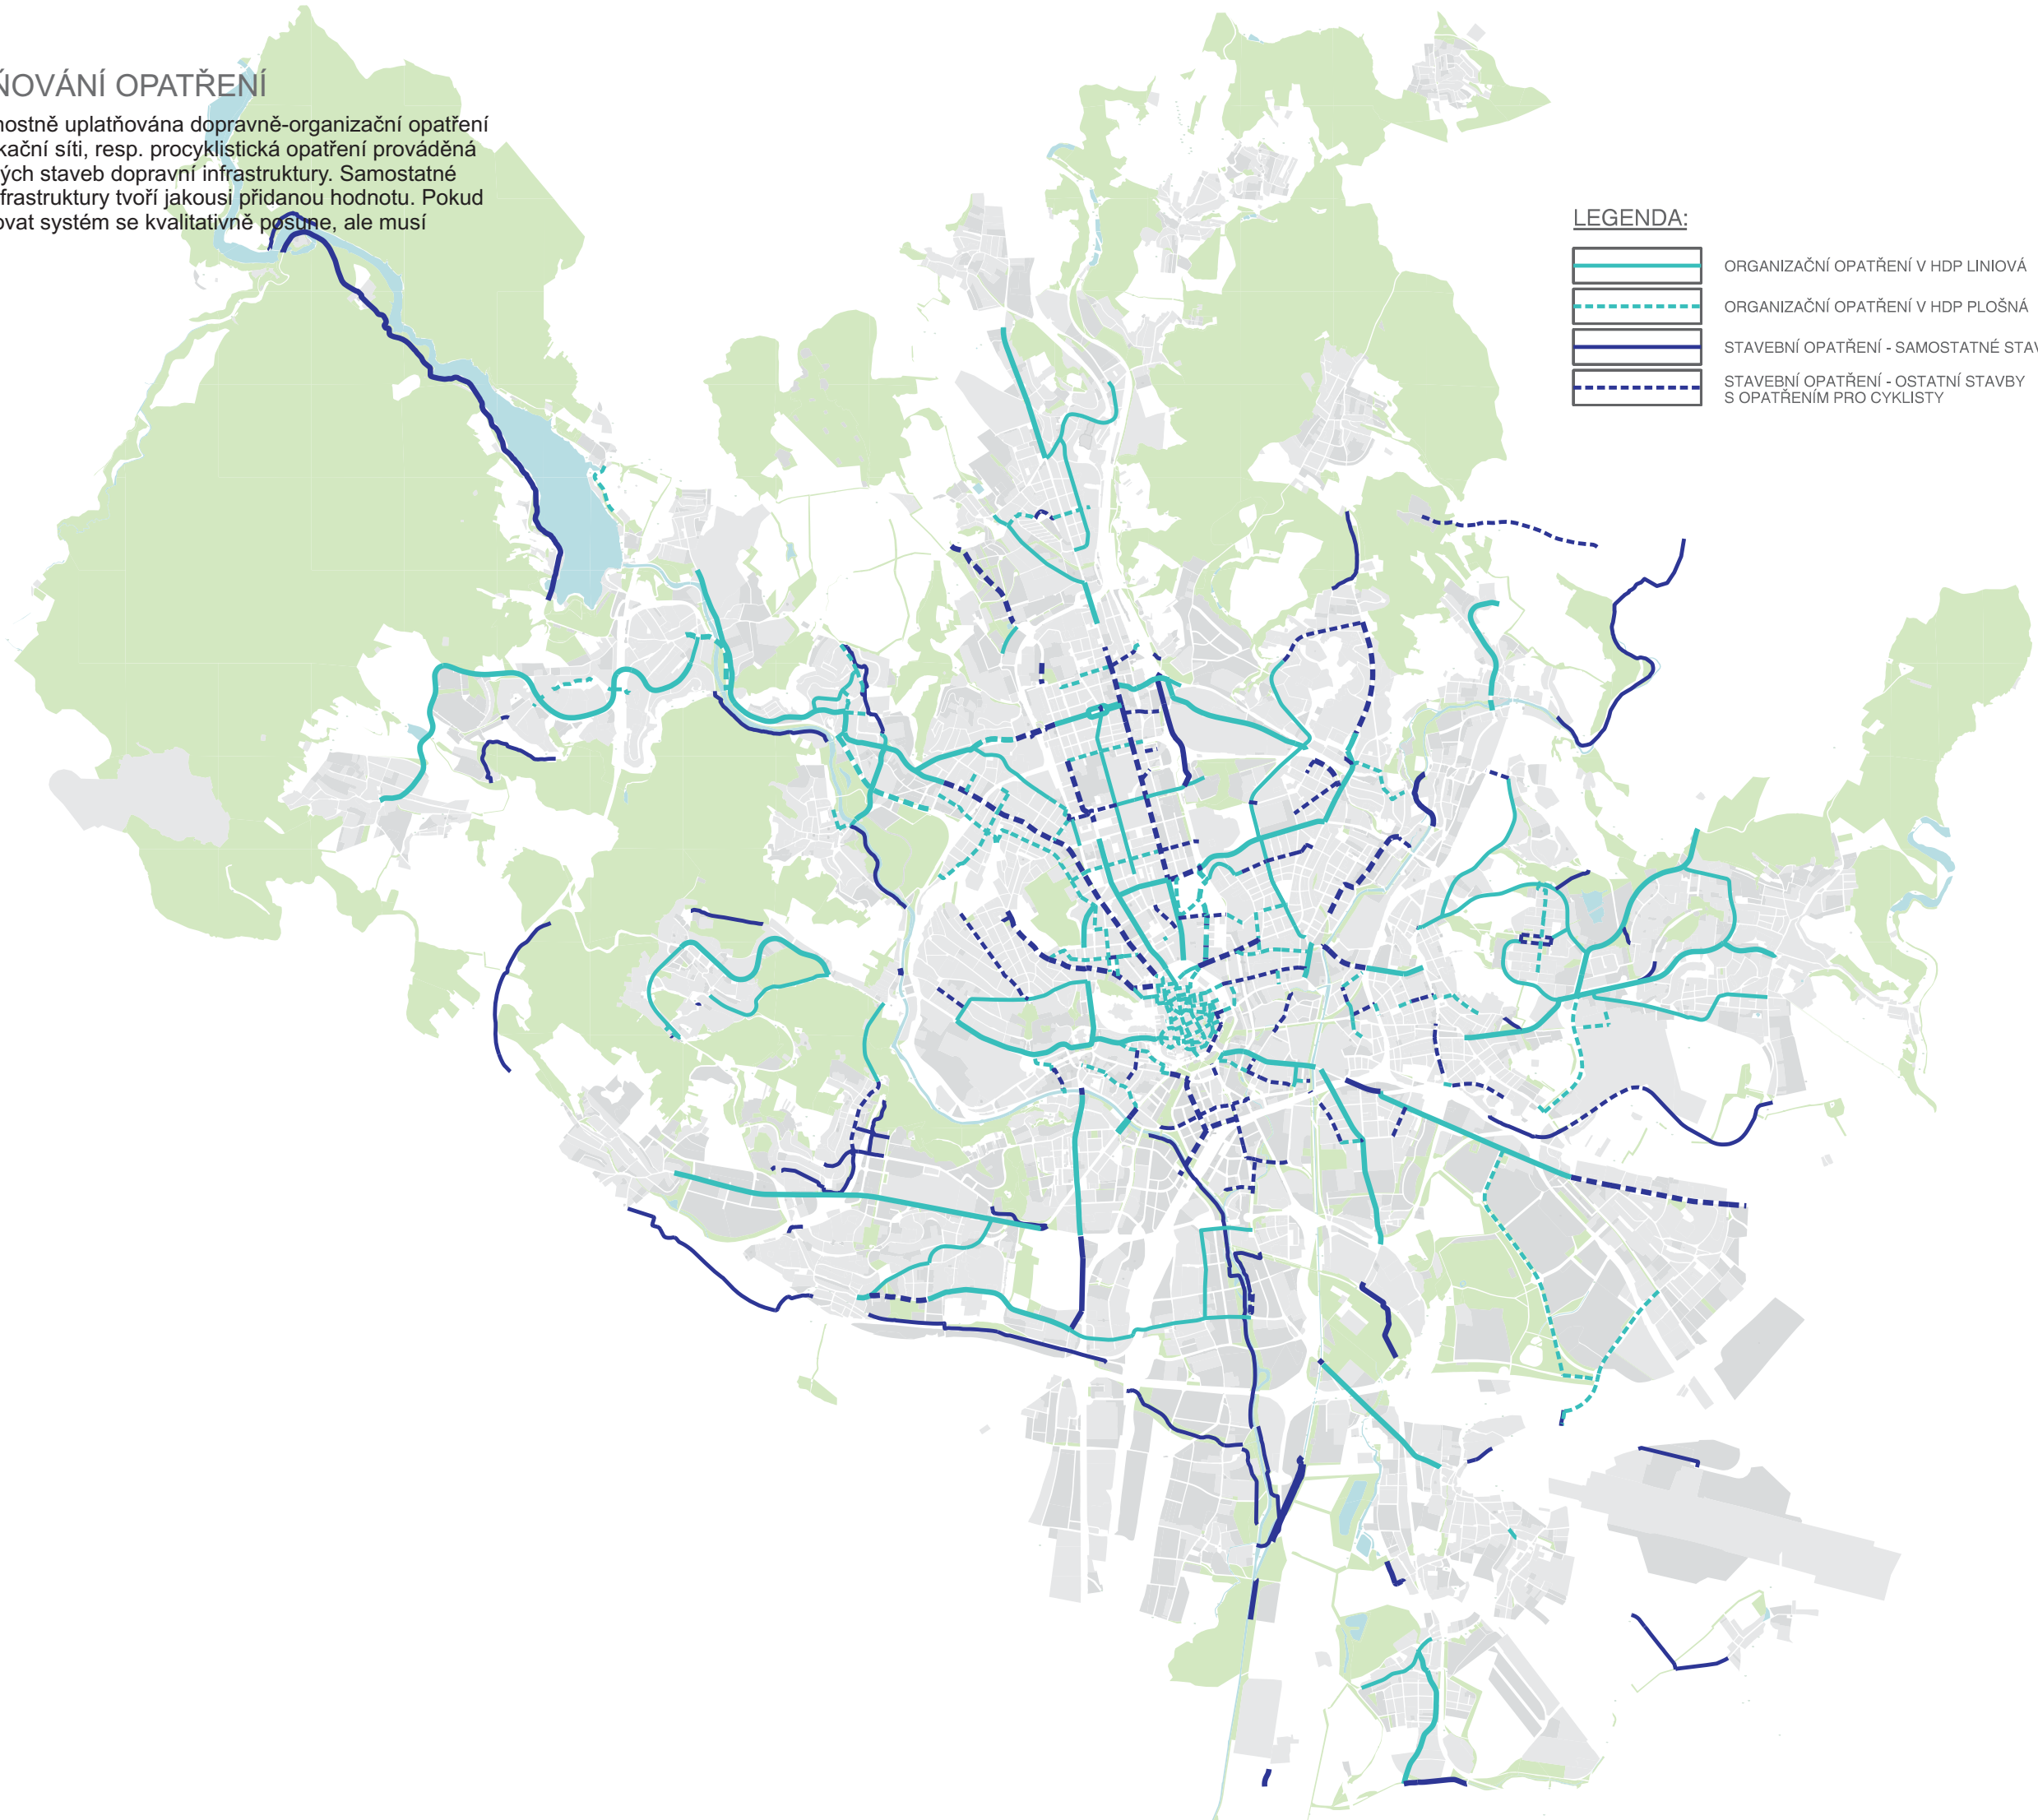 ŇOVÁNÍ OPATŘENÍ
nostně uplatňována dopravně-organizační opatření
kační síti, resp. procyklistická opatření prováděná
ých staveb dopravní infrastruktury. Samostatné
nfrastruktury tvoří jakousi přidanou hodnotu. Pokud
ovat systém se kvalitativně posune, ale musí
LEGENDA:
ORGANIZAČNÍ OPATŘENÍ V HDP LINIOVÁ
ORGANIZAČNÍ OPATŘENÍ V HDP PLOŠNÁ
STAVEBNÍ OPATŘENÍ - SAMOSTATNÉ STAV
STAVEBNÍ OPATŘENÍ - OSTATNÍ STAVBY
S OPATŘENÍM PRO CYKLISTY